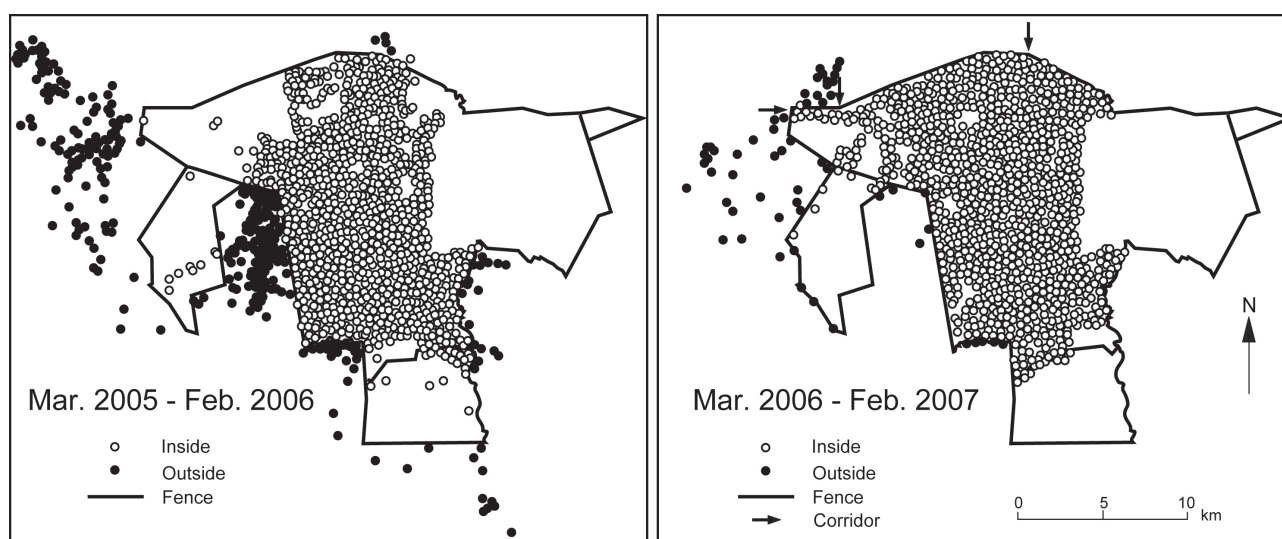 Mar. 2005 - Feb. 2006
Inside
Outside
Fence
Mar. 2006 - Feb. 2007
Inside
Outside
Fence
Corridor
N
0 5 10
km